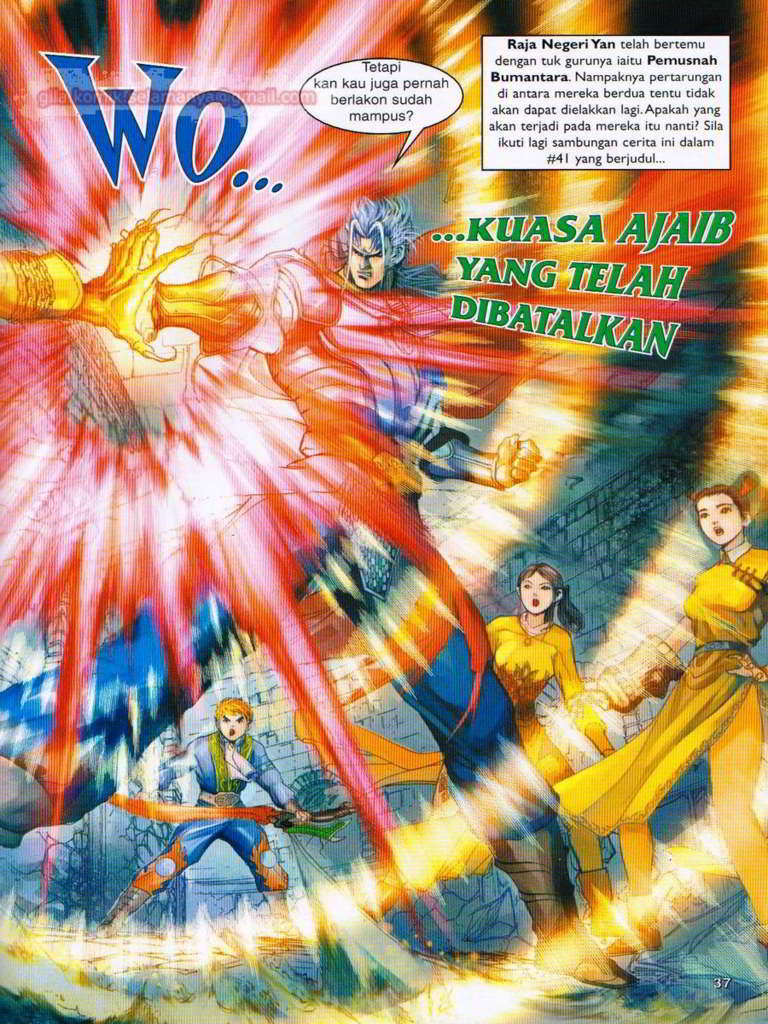 WO...
gilakomik.selamanya@gmail.com
Tetapi
kan kau juga pernah
berlakon sudah
mampus?
Raja Negeri Yan telah bertemu
dengan tuk gurunya iaitu Pemusnah
Bumantara. Nampaknya pertarungan
di antara mereka berdua tentu tidak
akan dapat dielakkan lagi. Apakah yang
akan terjadi pada mereka itu nanti? Sila
ikuti lagi sambungan cerita ini dalam
#41 yang berjudul...
...KUASA AJAIB
YANG TELAH
DIBATALKAN
37